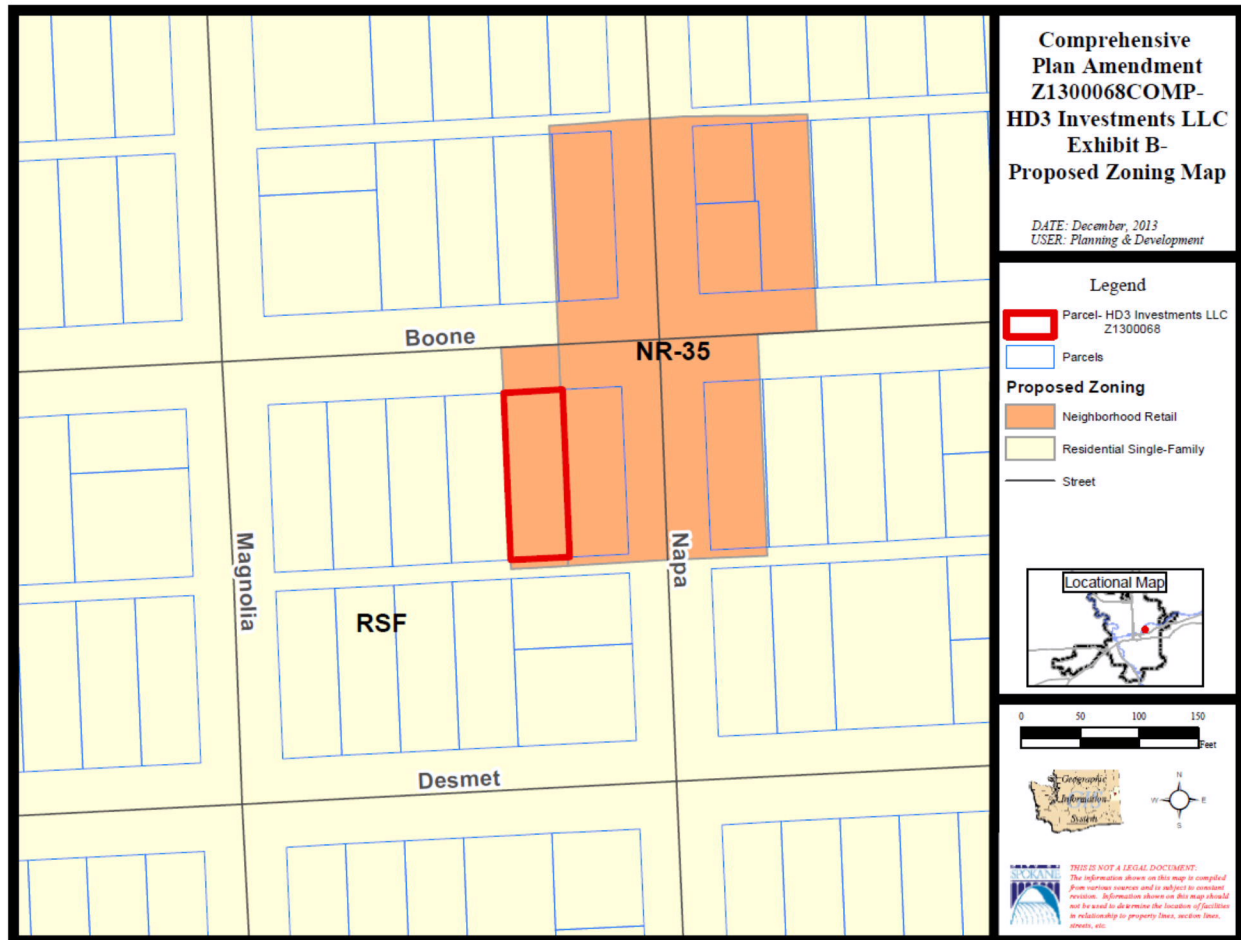 Comprehensive
Plan Amendment
Z1300068COMP-
HD3 Investments LLC
Exhibit B-
Proposed Zoning Map
DATE: December, 2013
USER: Planning & Development
Legend
Parcel- HD3 Investments LLC
Z1300068
Parcels
Proposed Zoning
Neighborhood Retail
Residential Single-Family
Street
Boone
NR-35
Magnolia
Napa
RSF
Desmet
Locational Map
0 50 100 150
Feet
Geographic
Information
System
N
W E
S
SPOKANE
THIS IS NOT A LEGAL DOCUMENT:
The information shown on this map is compiled
from various sources and is subject to constant
revision. Information shown on this map should
not be used to determine the location of facilities
in relationship to property lines, section lines,
streets, etc.